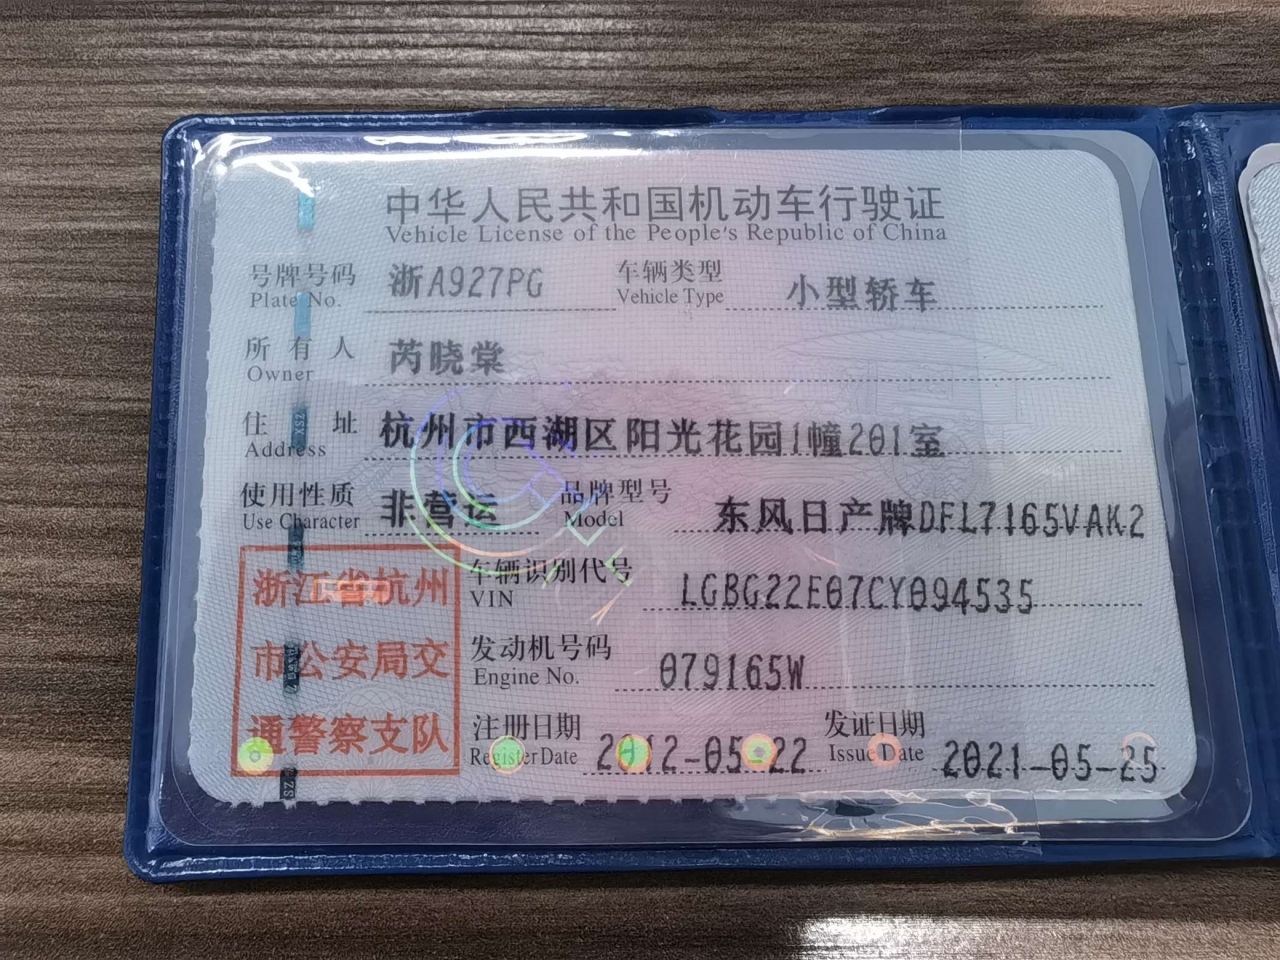 中华人民共和国机动车行驶证
Vehicle License of the People's Republic of China
号牌号码 浙A927PG 车辆类型 小型轿车
Plate No. Vehicle Type
所有人 芮晓棠
Owner
住址 杭州市西湖区阳光花园1幢201室
Address
使用性质 非营运 品牌型号 东风日产牌DFL7165VAK2
Use Character Model
浙江省杭州
市公安局交
通警察支队
车辆识别代号 LGBG22E07CY094535
VIN
发动机号码 079165W
Engine No.
注册日期 2012-05-22 发证日期 2021-05-25
Register Date Issue Date